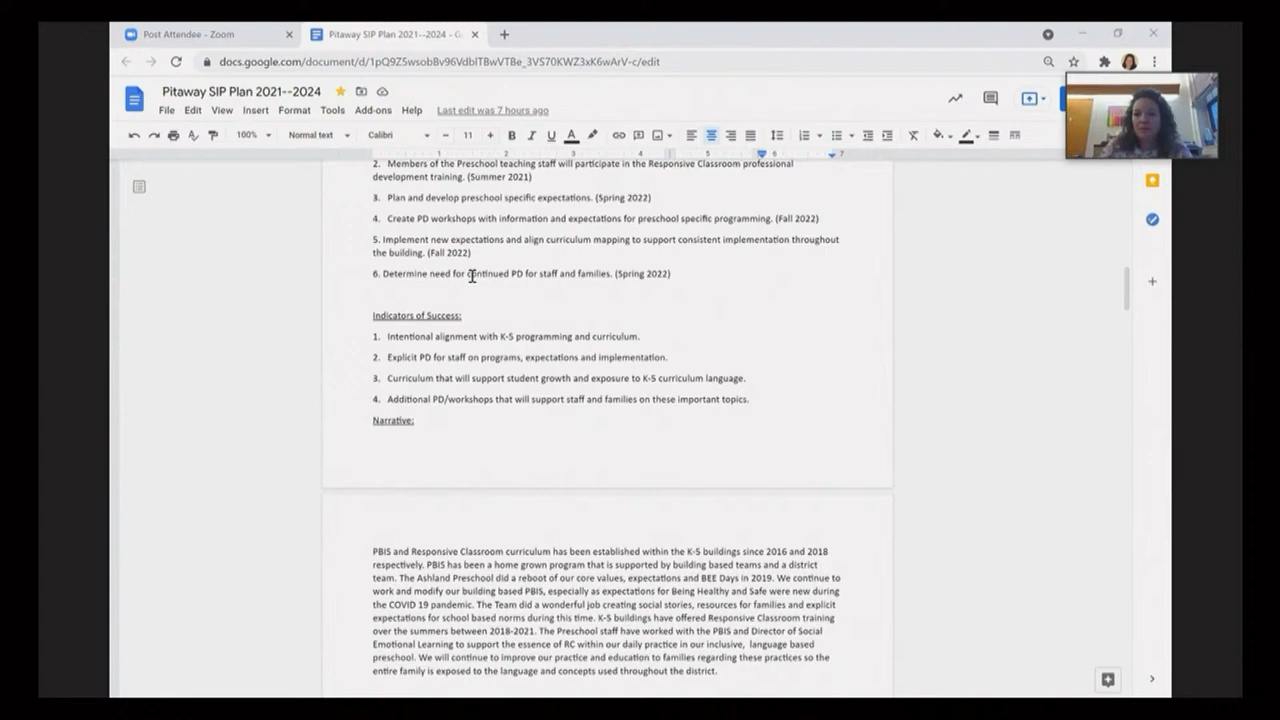 Post Attendee - Zoom
Pitaway SIP Plan 2021--2024 - G
docs.google.com/document/d/1pQ9Z5wsobBv96VdblTBwVTBe_3VS70KWZ3xK6wArV-c/edit
Pitaway SIP Plan 2021--2024
File Edit View Insert Format Tools Add-ons Help Last edit was 7 hours ago
100% Normal text Calibri 11
1 2 3 4 5 6 7
2. Members of the Preschool teaching staff will participate in the Responsive Classroom professional
development training. (Summer 2021)
3. Plan and develop preschool specific expectations. (Spring 2022)
4. Create PD workshops with information and expectations for preschool specific programming. (Fall 2022)
5. Implement new expectations and align curriculum mapping to support consistent implementation throughout
the building. (Fall 2022)
6. Determine need for continued PD for staff and families. (Spring 2022)
Indicators of Success:
1. Intentional alignment with K-5 programming and curriculum.
2. Explicit PD for staff on programs, expectations and implementation.
3. Curriculum that will support student growth and exposure to K-5 curriculum language.
4. Additional PD/workshops that will support staff and families on these important topics.
Narrative:
PBIS and Responsive Classroom curriculum has been established within the K-5 buildings since 2016 and 2018
respectively. PBIS has been a home grown program that is supported by building based teams and a district
team. The Ashland Preschool did a reboot of our core values, expectations and BEE Days in 2019. We continue to
work and modify our building based PBIS, especially as expectations for Being Healthy and Safe were new during
the COVID 19 pandemic. The Team did a wonderful job creating social stories, resources for families and explicit
expectations for school based norms during this time. K-5 buildings have offered Responsive Classroom training
over the summers between 2018-2021. The Preschool staff have worked with the PBIS and Director of Social
Emotional Learning to support the essence of RC within our daily practice in our inclusive, language based
preschool. We will continue to improve our practice and education to families regarding these practices so the
entire family is exposed to the language and concepts used throughout the district.